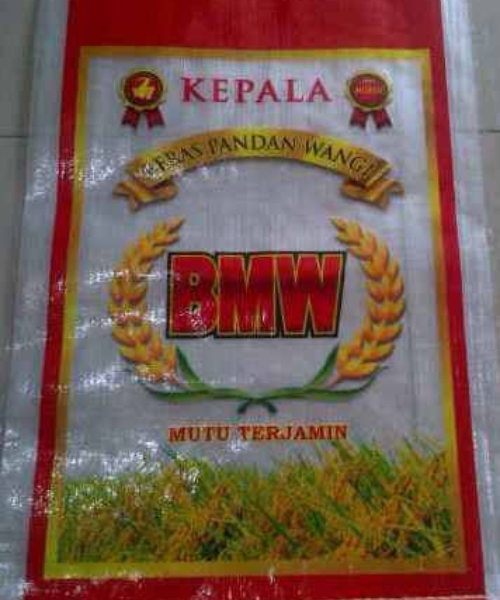 KEPALA
BERAS PANDAN WANGI
BMW
MUTU TERJAMIN